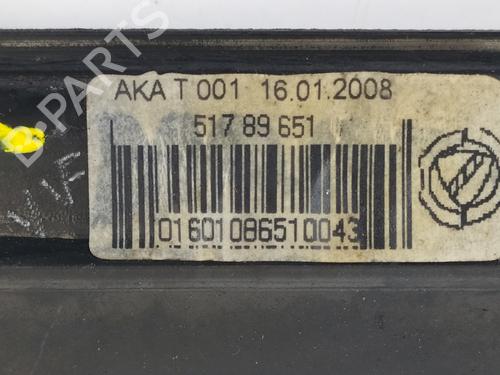 AKA T 001 16.01.2008
517 89 651
01601086510043
B-PARTS